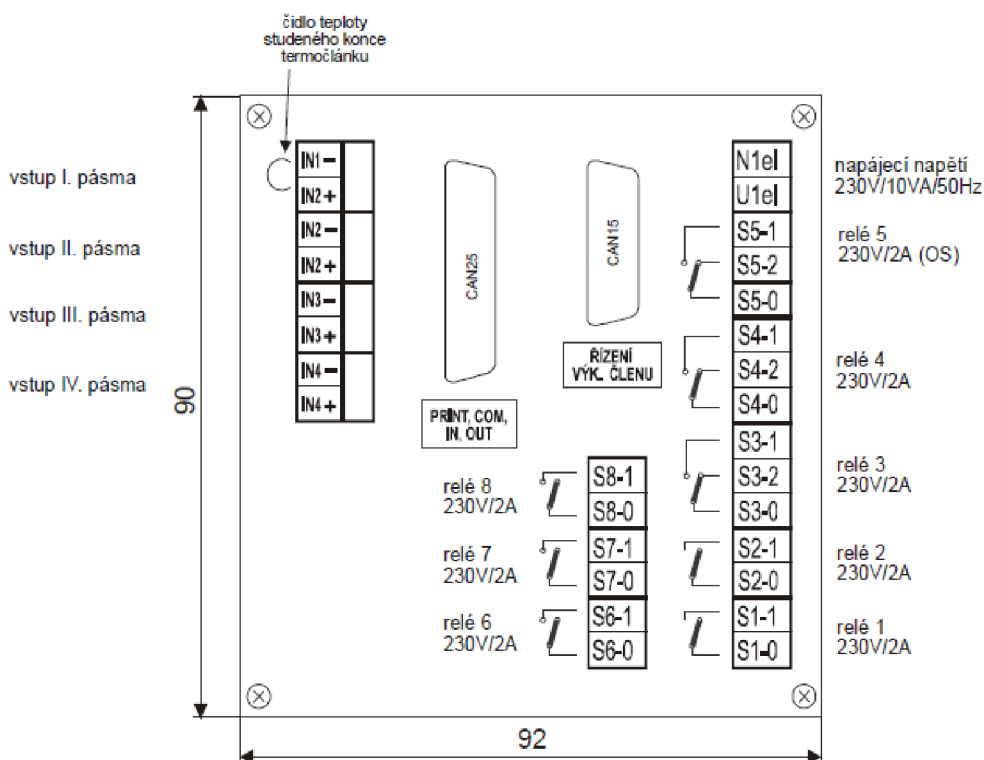 čidlo teploty
studeného konce
termočlánku
vstup I. pásma
vstup II. pásma
vstup III. pásma
vstup IV. pásma
90
IN1 −
IN2 +
IN2 −
IN2 +
IN3 −
IN3 +
IN4 −
IN4 +
CAN25
PRINT, COM,
IN, OUT
CAN15
ŘÍZENÍ
VÝK. ČLENU
N1el
U1el
S5-1
S5-2
S5-0
S4-1
S4-2
S4-0
S3-1
S3-2
S3-0
S2-1
S2-0
S1-1
S1-0
napájecí napětí
230V/10VA/50Hz
relé 5
230V/2A (OS)
relé 4
230V/2A
relé 3
230V/2A
relé 2
230V/2A
relé 1
230V/2A
relé 8
230V/2A
relé 7
230V/2A
relé 6
230V/2A
S8-1
S8-0
S7-1
S7-0
S6-1
S6-0
92